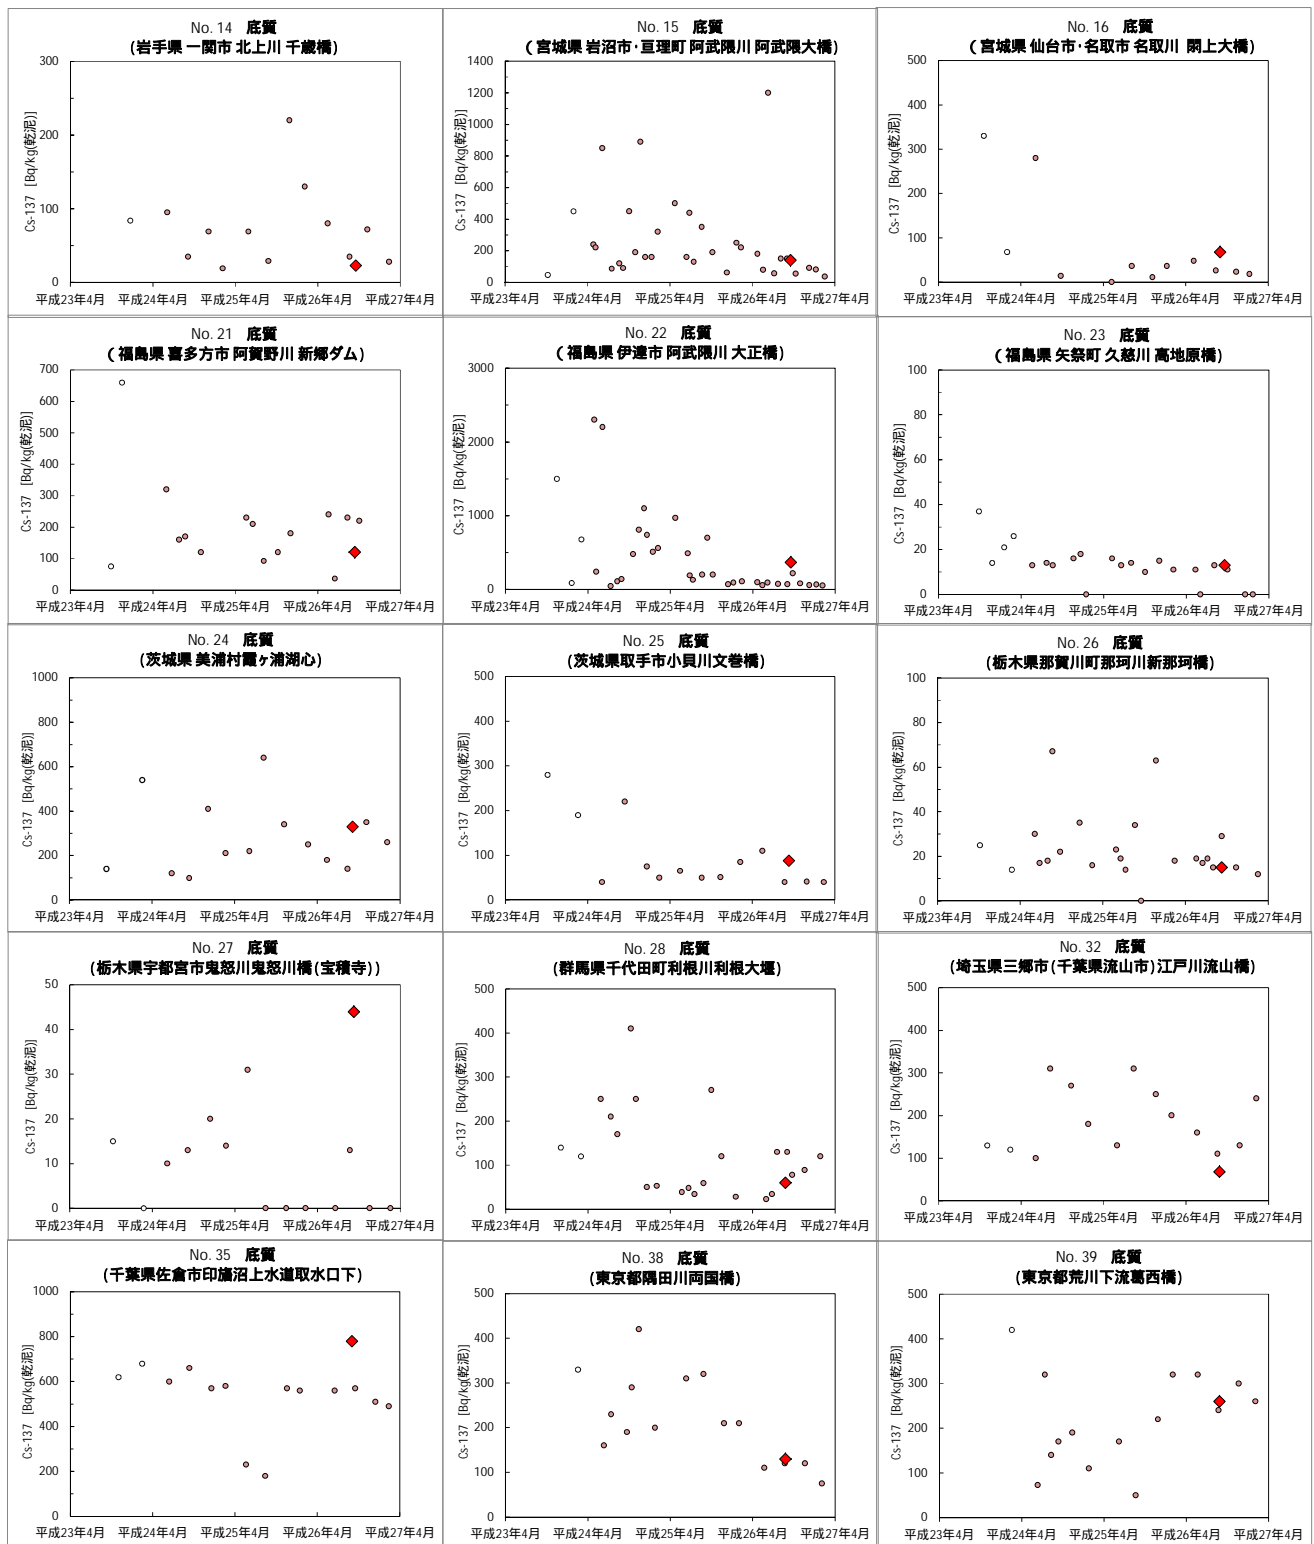 No. 14 底質
(岩手県 一関市 北上川 千歳橋)
Cs-137 [Bq/kg(乾泥)]
300
200
100
0
平成23年4月 平成24年4月 平成25年4月 平成26年4月 平成27年4月
No. 15 底質
( 宮城県 岩沼市･亘理町 阿武隈川 阿武隈大橋)
Cs-137 [Bq/kg(乾泥)]
1400
1200
1000
800
600
400
200
0
平成23年4月 平成24年4月 平成25年4月 平成26年4月 平成27年4月
No. 16 底質
( 宮城県 仙台市･名取市 名取川 閖上大橋)
Cs-137 [Bq/kg(乾泥)]
500
400
300
200
100
0
平成23年4月 平成24年4月 平成25年4月 平成26年4月 平成27年4月
No. 21 底質
( 福島県 喜多方市 阿賀野川 新郷ダム)
Cs-137 [Bq/kg(乾泥)]
700
600
500
400
300
200
100
0
平成23年4月 平成24年4月 平成25年4月 平成26年4月 平成27年4月
No. 22 底質
( 福島県 伊達市 阿武隈川 大正橋)
Cs-137 [Bq/kg(乾泥)]
3000
2000
1000
0
平成23年4月 平成24年4月 平成25年4月 平成26年4月 平成27年4月
No. 23 底質
( 福島県 矢祭町 久慈川 高地原橋)
Cs-137 [Bq/kg(乾泥)]
100
80
60
40
20
0
平成23年4月 平成24年4月 平成25年4月 平成26年4月 平成27年4月
No. 24 底質
(茨城県 美浦村霞ヶ浦湖心)
Cs-137 [Bq/kg(乾泥)]
1000
800
600
400
200
0
平成23年4月 平成24年4月 平成25年4月 平成26年4月 平成27年4月
No. 25 底質
(茨城県取手市小貝川文巻橋)
Cs-137 [Bq/kg(乾泥)]
500
400
300
200
100
0
平成23年4月 平成24年4月 平成25年4月 平成26年4月 平成27年4月
No. 26 底質
(栃木県那賀川町那珂川新那珂橋)
Cs-137 [Bq/kg(乾泥)]
100
80
60
40
20
0
平成23年4月 平成24年4月 平成25年4月 平成26年4月 平成27年4月
No. 27 底質
(栃木県宇都宮市鬼怒川鬼怒川橋(宝積寺))
Cs-137 [Bq/kg(乾泥)]
50
40
30
20
10
0
平成23年4月 平成24年4月 平成25年4月 平成26年4月 平成27年4月
No. 28 底質
(群馬県千代田町利根川利根大堰)
Cs-137 [Bq/kg(乾泥)]
500
400
300
200
100
0
平成23年4月 平成24年4月 平成25年4月 平成26年4月 平成27年4月
No. 32 底質
(埼玉県三郷市(千葉県流山市)江戸川流山橋)
Cs-137 [Bq/kg(乾泥)]
500
400
300
200
100
0
平成23年4月 平成24年4月 平成25年4月 平成26年4月 平成27年4月
No. 35 底質
(千葉県佐倉市印旛沼上水道取水口下)
Cs-137 [Bq/kg(乾泥)]
1000
800
600
400
200
0
平成23年4月 平成24年4月 平成25年4月 平成26年4月 平成27年4月
No. 38 底質
(東京都隅田川両国橋)
Cs-137 [Bq/kg(乾泥)]
500
400
300
200
100
0
平成23年4月 平成24年4月 平成25年4月 平成26年4月 平成27年4月
No. 39 底質
(東京都荒川下流葛西橋)
Cs-137 [Bq/kg(乾泥)]
500
400
300
200
100
0
平成23年4月 平成24年4月 平成25年4月 平成26年4月 平成27年4月